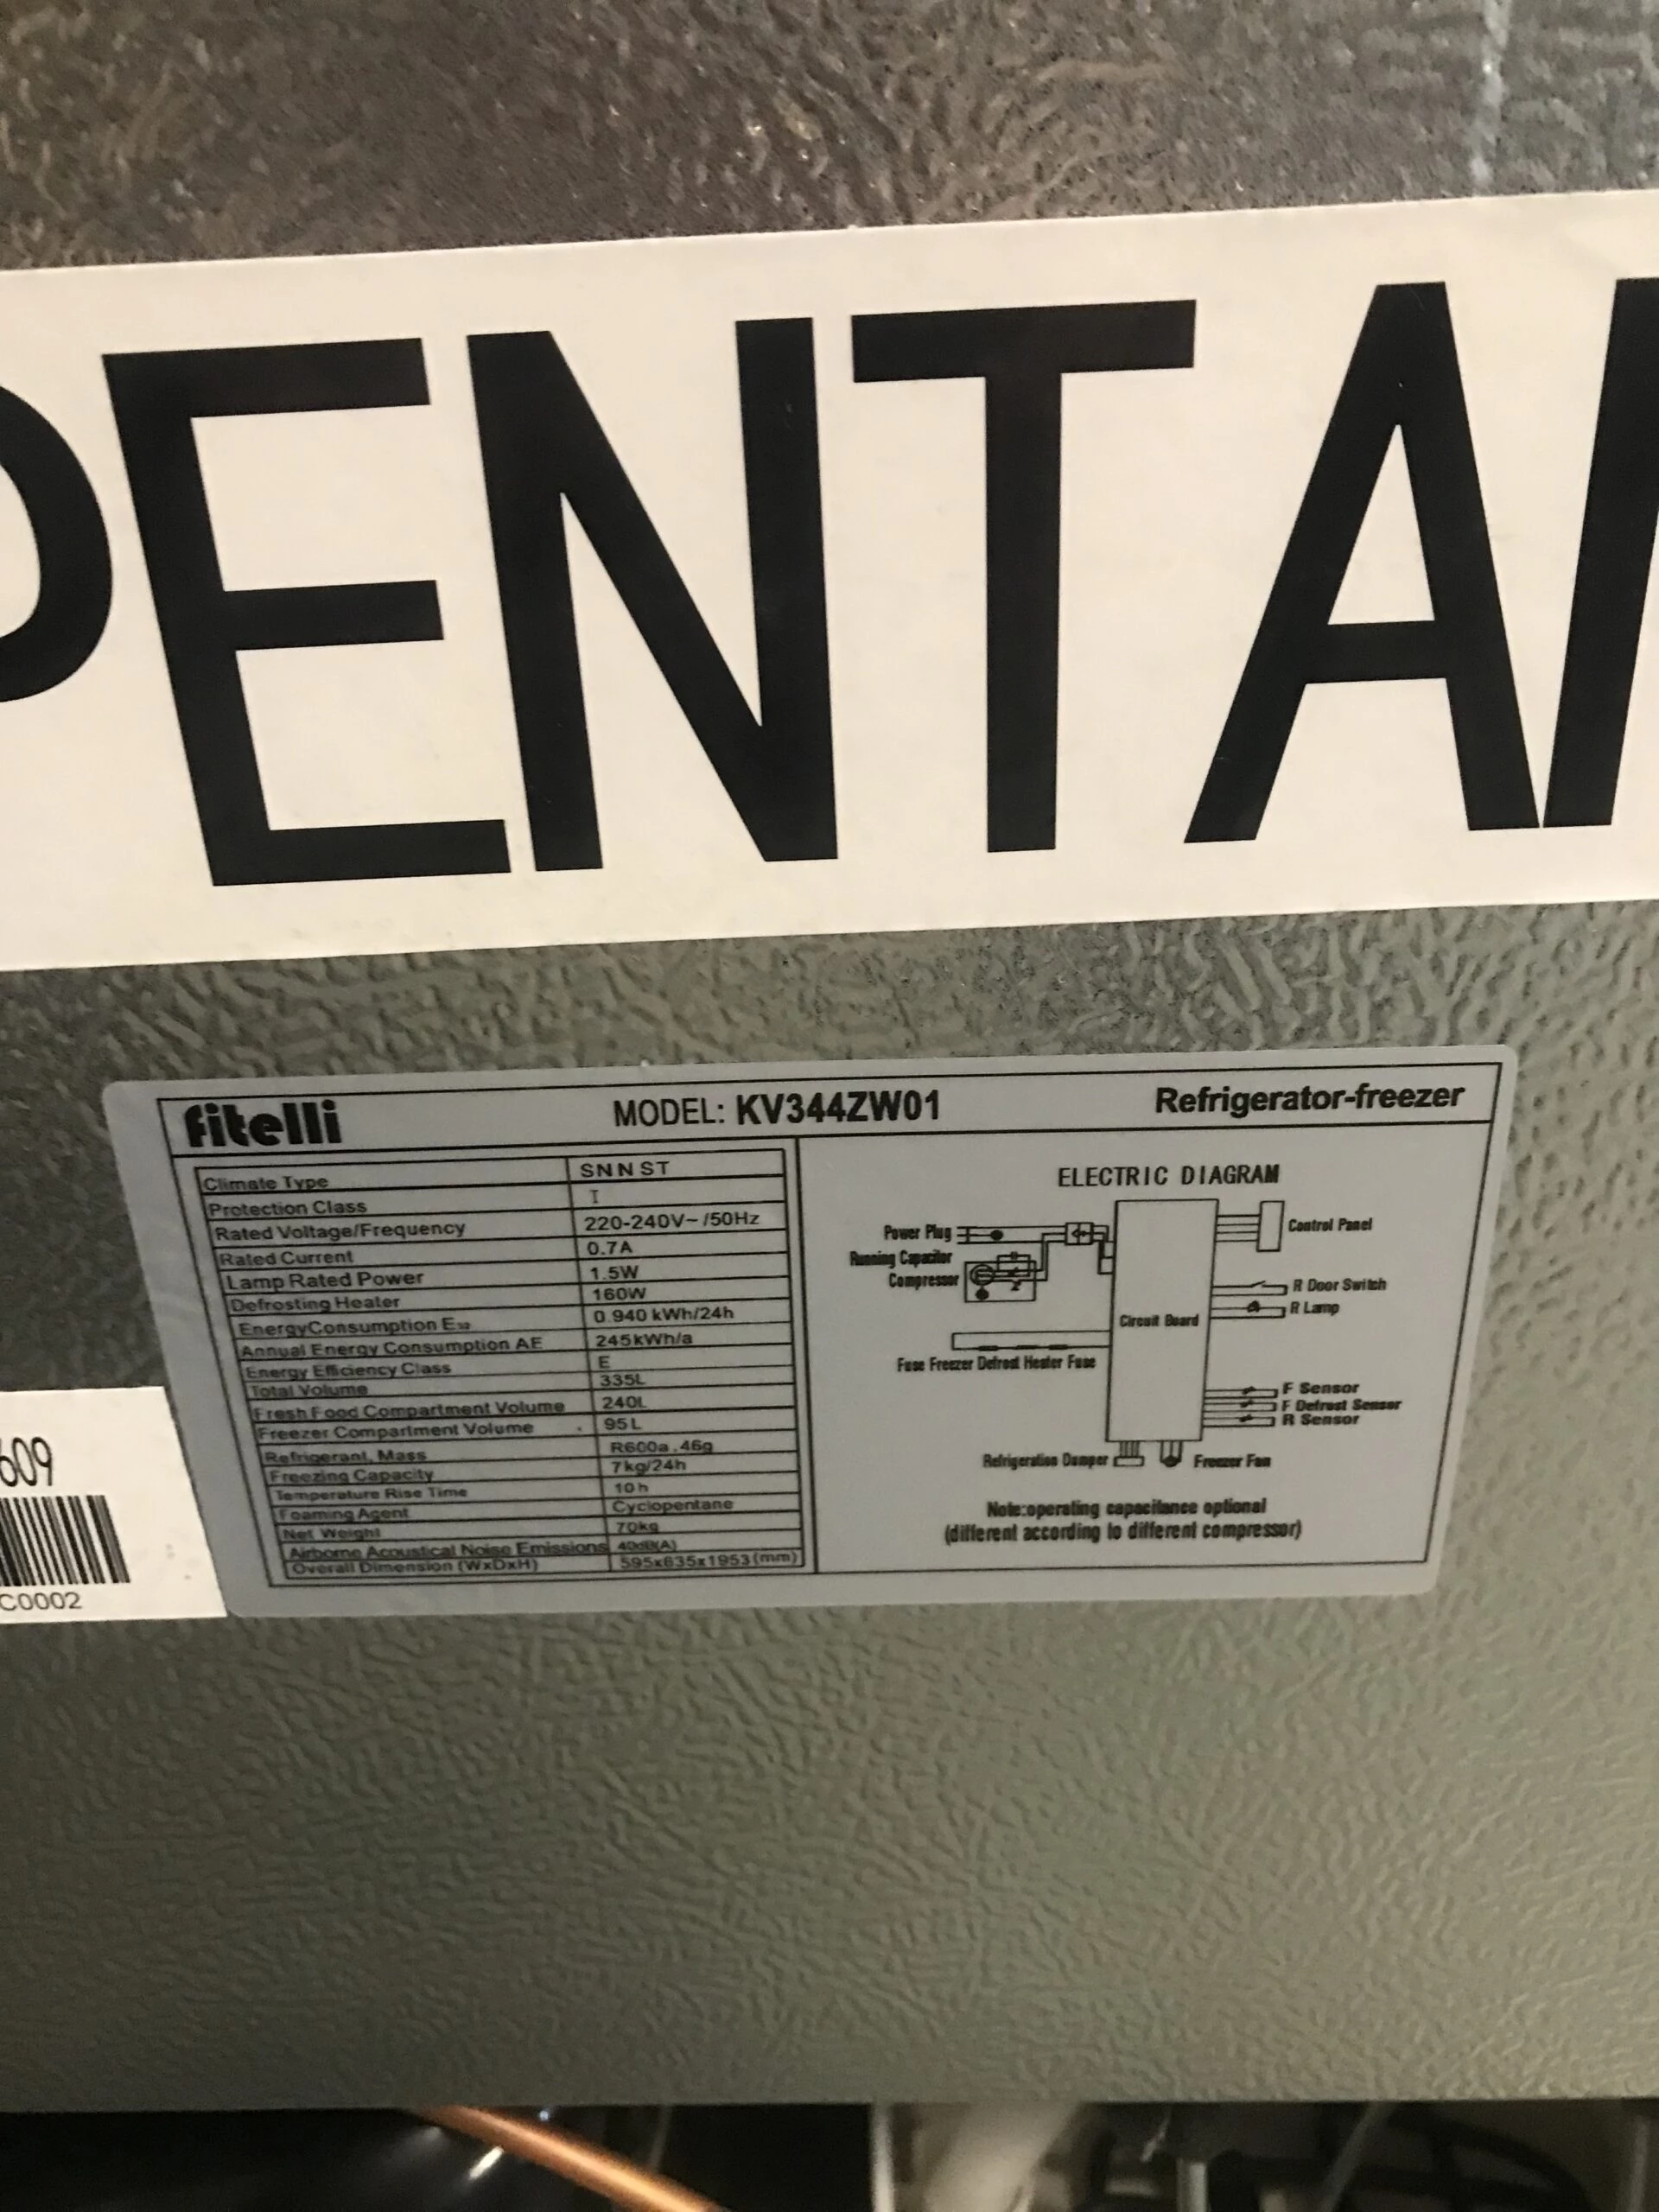 PENTA
fitelli
MODEL: KV344ZW01
Refrigerator-freezer
Climate Type SNNST
Protection Class I
Rated Voltage/Frequency 220-240V~/50Hz
Rated Current 0.7A
Lamp Rated Power 1.5W
Defrosting Heater 160W
EnergyConsumption E₃₂ 0.940 kWh/24h
Annual Energy Consumption AE 245kWh/a
Energy Efficiency Class E
Total Volume 335L
Fresh Food Compartment Volume 240L
Freezer Compartment Volume 95L
Refrigerant, Mass R600a,46g
Freezing Capacity 7kg/24h
Temperature Rise Time 10h
Foaming Agent Cyclopentane
Net Weight 70kg
Airborne Acoustical Noise Emissions 40dB(A)
Overall Dimension (WxDxH) 595x635x1953(mm)
ELECTRIC DIAGRAM
Power Plug
Running Capacitor
Compressor
Control Panel
R Door Switch
R Lamp
Circuit Board
Fuse Freezer Defrost Heater Fuse
F Sensor
F Defrost Sensor
R Sensor
Refrigeration Damper
Freezer Fan
Note:operating capacitance optional
(different according to different compressor)
609
C0002